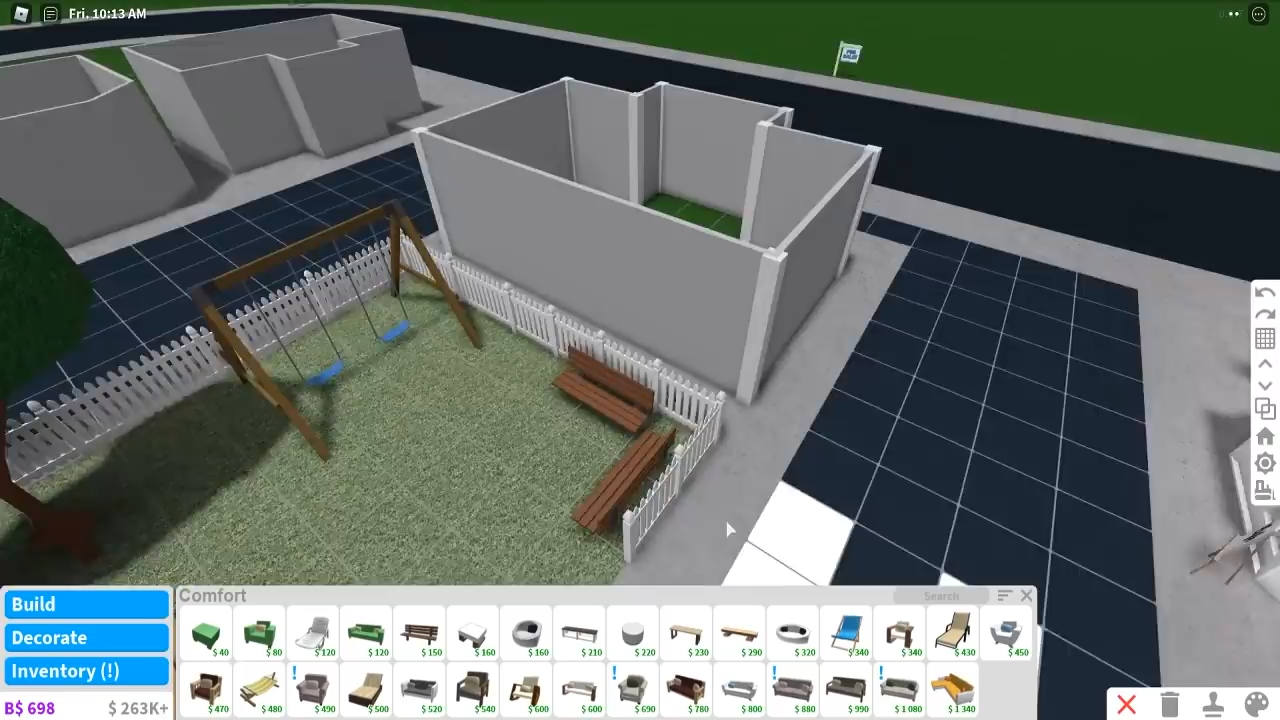 Fri. 10:13 AM
FOR SALE!
Build
Decorate
Inventory (!)
B$ 698
$ 263K+
Comfort
Search
$ 40
$ 80
$ 120
$ 120
$ 150
$ 160
$ 160
$ 210
$ 220
$ 230
$ 290
$ 320
$ 340
$ 340
$ 430
$ 450
$ 470
$ 480
! $ 490
$ 500
$ 520
$ 540
$ 600
$ 600
! $ 690
$ 780
$ 800
! $ 880
$ 990
! $ 1 080
$ 1 340